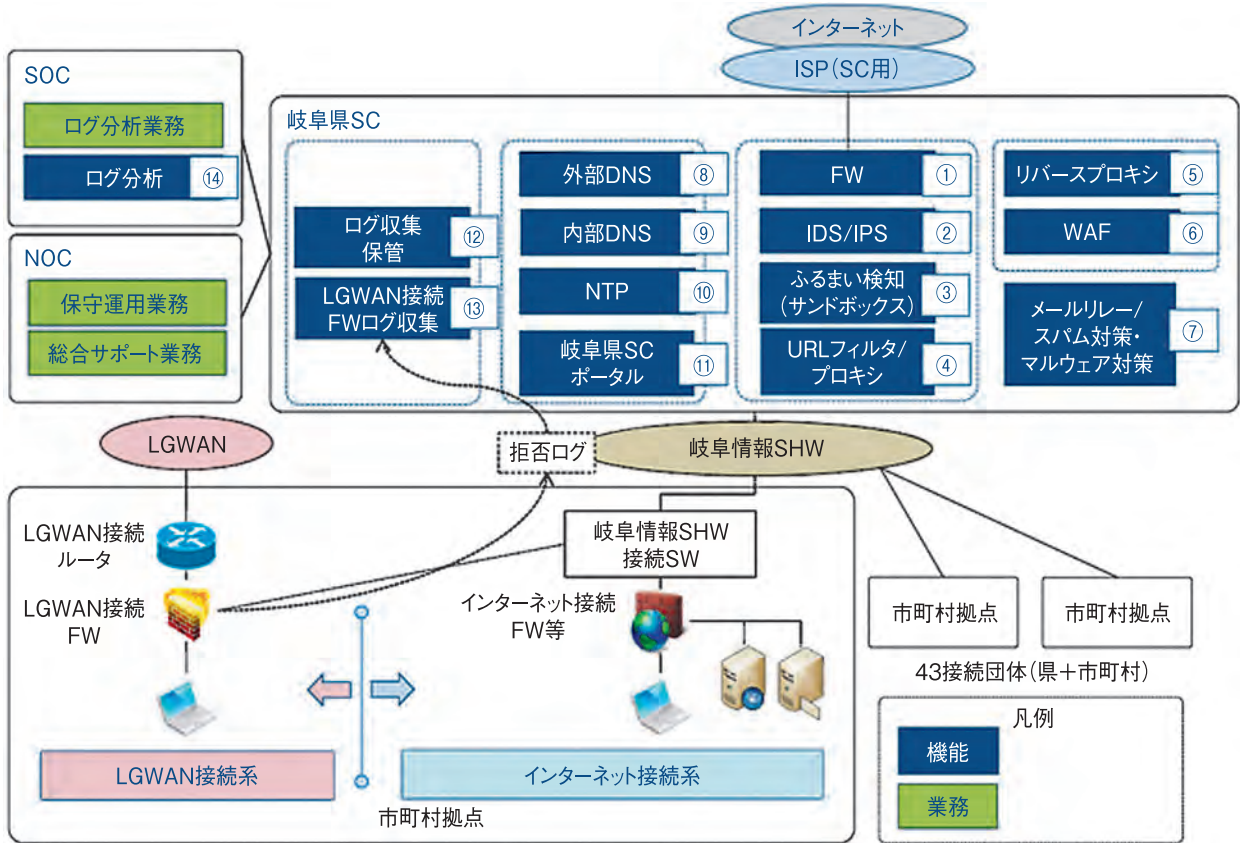 インターネット
ISP(SC用)
SOC
ログ分析業務
ログ分析
⑭
NOC
保守運用業務
総合サポート業務
岐阜県SC
ログ収集
保管
⑫
LGWAN接続
FWログ収集
⑬
外部DNS
⑧
内部DNS
⑨
NTP
⑩
岐阜県SC
ポータル
⑪
FW
①
IDS/IPS
②
ふるまい検知
(サンドボックス)
③
URLフィルタ/
プロキシ
④
リバースプロキシ
⑤
WAF
⑥
メールリレー/
スパム対策・
マルウェア対策
⑦
LGWAN
拒否ログ
岐阜情報SHW
LGWAN接続
ルータ
LGWAN接続
FW
岐阜情報SHW
接続SW
インターネット接続
FW等
LGWAN接続系
インターネット接続系
市町村拠点
市町村拠点
市町村拠点
43接続団体(県+市町村)
凡例
機能
業務